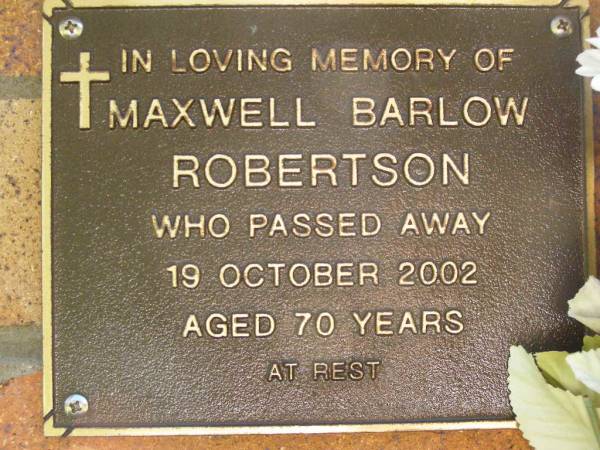 IN LOVING MEMORY OF
MAXWELL BARLOW
ROBERTSON
WHO PASSED AWAY
19 OCTOBER 2002
AGED 70 YEARS
AT REST